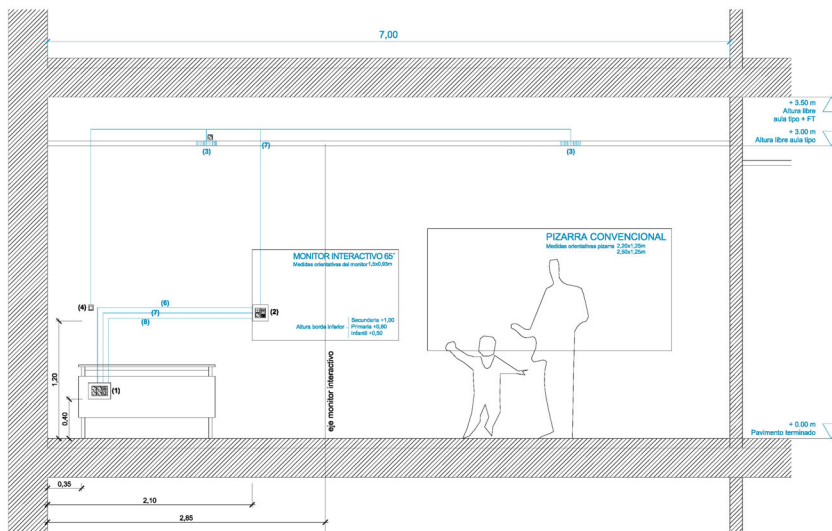 7,00
+ 3.50 m
Altura libre
aula tipo + FT
+ 3.00 m
Altura libre aula tipo
(3)
(7)
(3)
PIZARRA CONVENCIONAL
Medidas orientativas pizarra 2,20x1,25m
2,50x1,25m
MONITOR INTERACTIVO 65"
Medidas orientativas del monitor 1,5x0,95m
(4)
(6)
(7)
(8)
(2)
Altura borde inferior
Secundaria +1,00
Primaria +0,80
Infantil +0,50
(1)
1,20
0,40
eje monitor interactivo
+ 0.00 m
Pavimento terminado
0,35
2,10
2,85